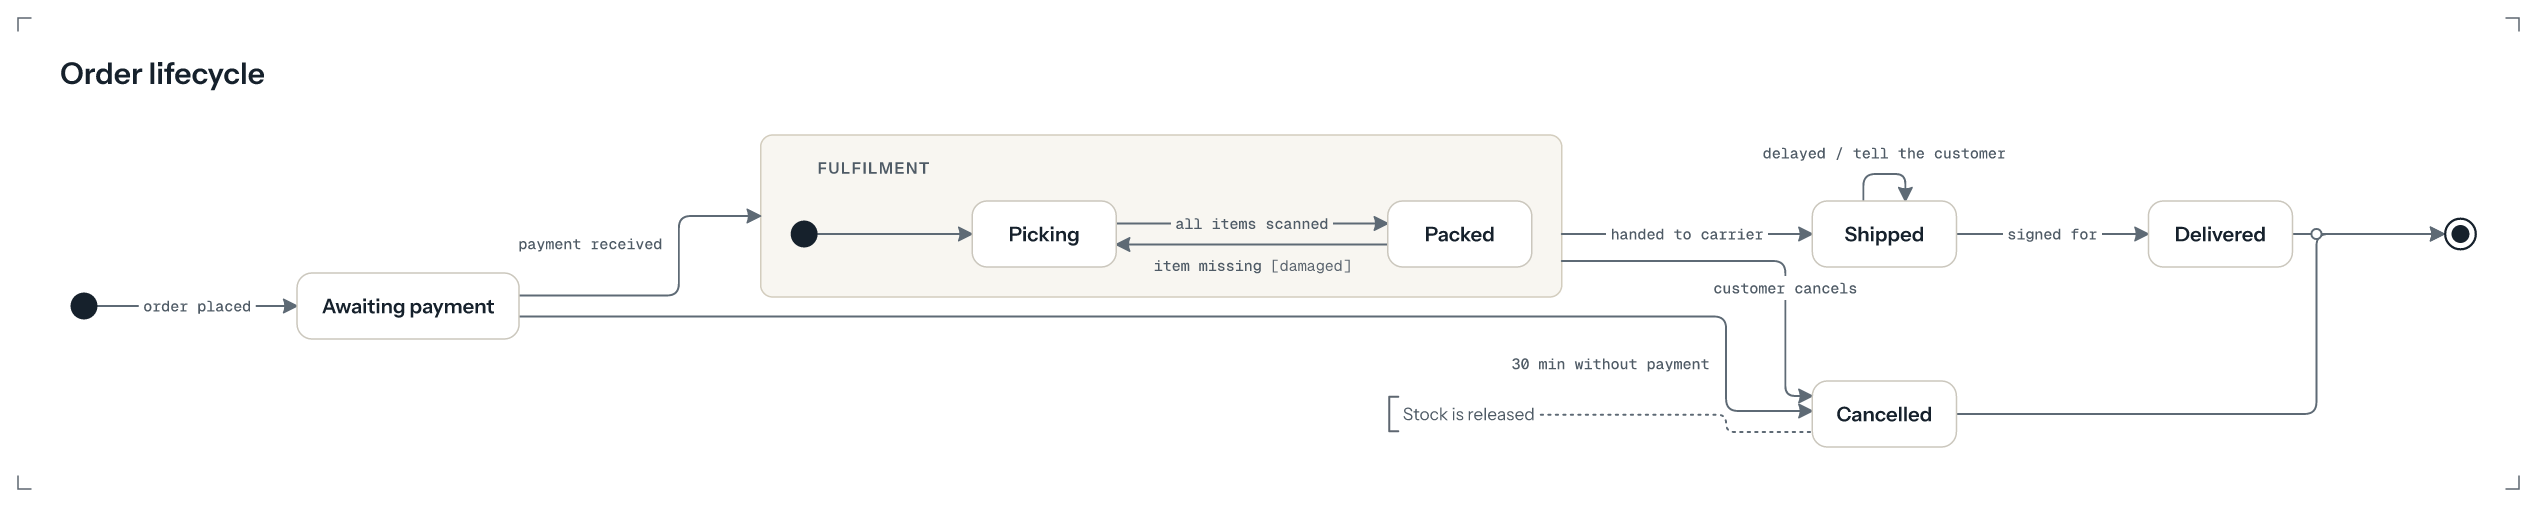 Order lifecycle
FULFILMENT
delayed / tell the customer
payment received
Picking
all items scanned
item missing [damaged]
Packed
handed to carrier
Shipped
signed for
Delivered
order placed
Awaiting payment
customer cancels
30 min without payment
Stock is released
Cancelled